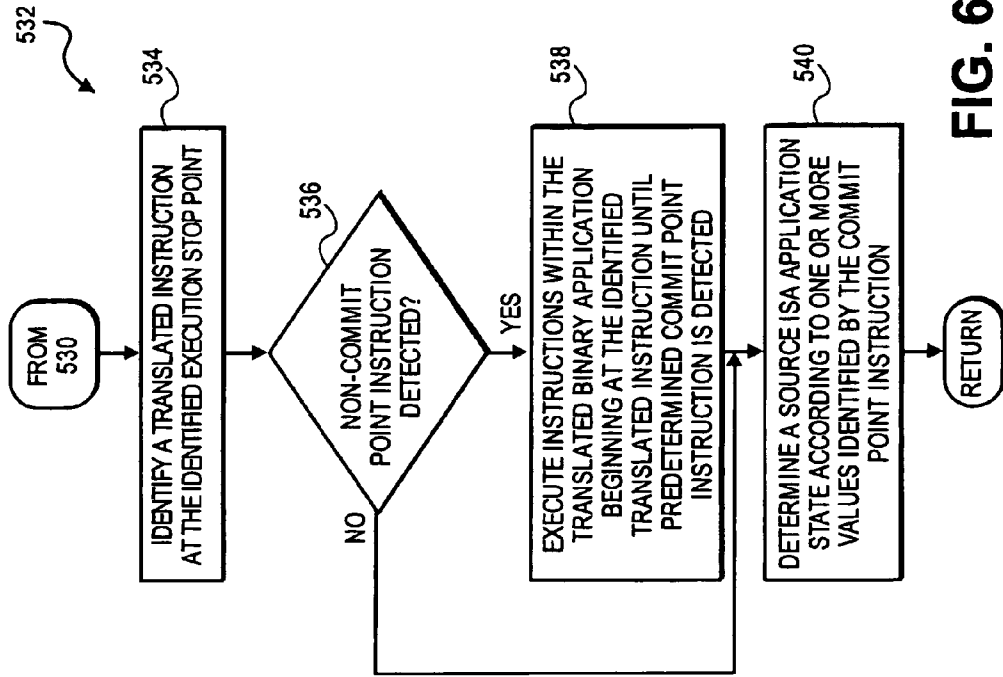 532
FROM
530
534
IDENTIFY A TRANSLATED INSTRUCTION
AT THE IDENTIFIED EXECUTION STOP POINT
536
NON-COMMIT
POINT INSTRUCTION
DETECTED?
NO
YES
538
EXECUTE INSTRUCTIONS WITHIN THE
TRANSLATED BINARY APPLICATION
BEGINNING AT THE IDENTIFIED
TRANSLATED INSTRUCTION UNTIL
PREDETERMINED COMMIT POINT
INSTRUCTION IS DETECTED
540
DETERMINE A SOURCE ISA APPLICATION
STATE ACCORDING TO ONE OR MORE
VALUES IDENTIFIED BY THE COMMIT
POINT INSTRUCTION
RETURN
FIG. 6